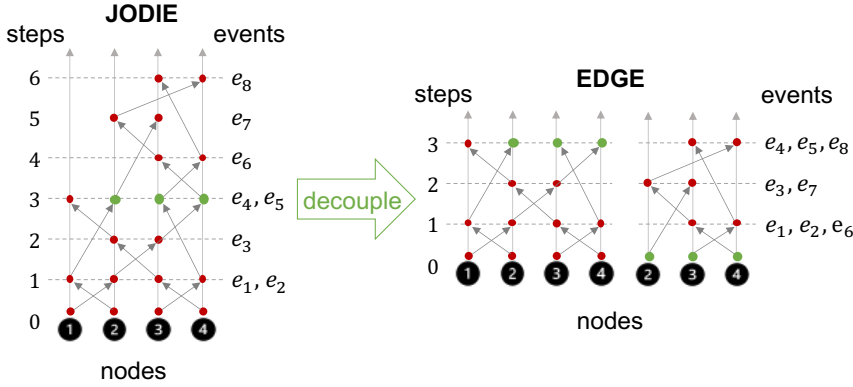 JODIE
steps
events
6
e8
5
e7
4
e6
3
e4, e5
2
e3
1
e1, e2
0
1 2 3 4
nodes
decouple
EDGE
steps
events
3
e4, e5, e8
2
e3, e7
1
e1, e2, e6
0
1 2 3 4 2 3 4
nodes